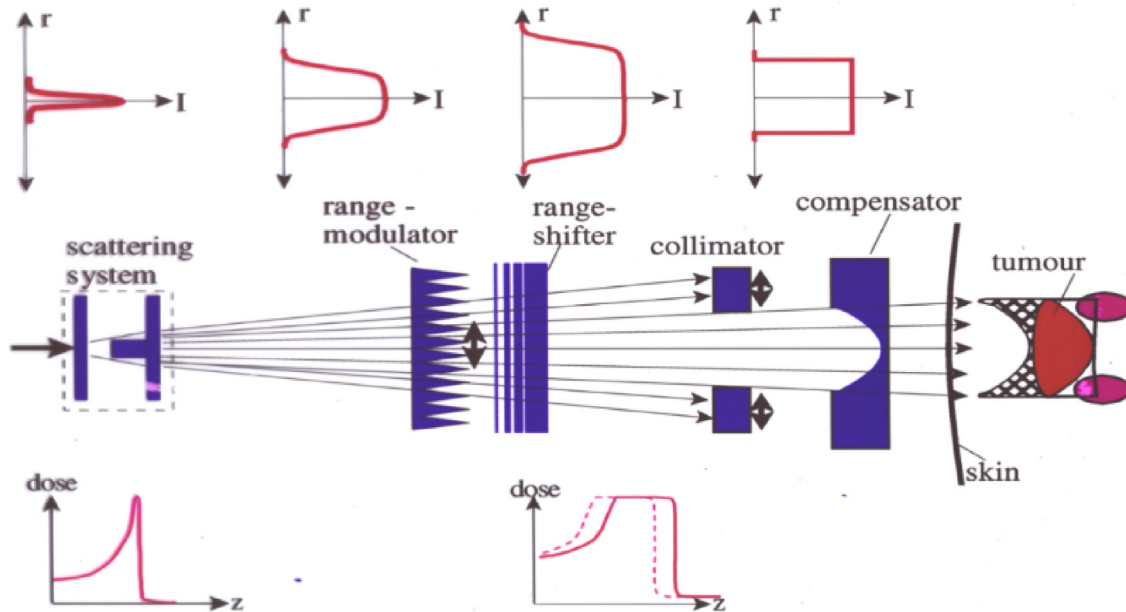 r
r
r
r
I
I
I
I
range -
modulator
range-
shifter
compensator
scattering
system
collimator
tumour
skin
dose
z
dose
z